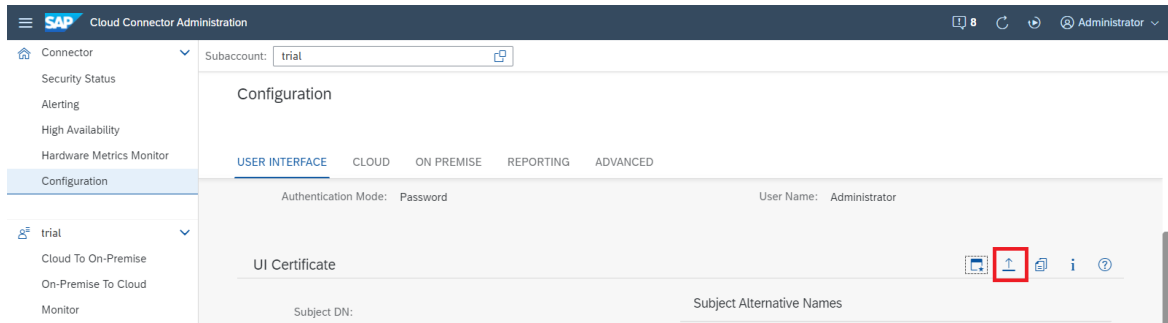 SAP Cloud Connector Administration
8
Administrator
Connector
Security Status
Alerting
High Availability
Hardware Metrics Monitor
Configuration
trial
Cloud To On-Premise
On-Premise To Cloud
Monitor
Subaccount: trial
Configuration
USER INTERFACE CLOUD ON PREMISE REPORTING ADVANCED
Authentication Mode: Password User Name: Administrator
UI Certificate
Subject DN:
Subject Alternative Names